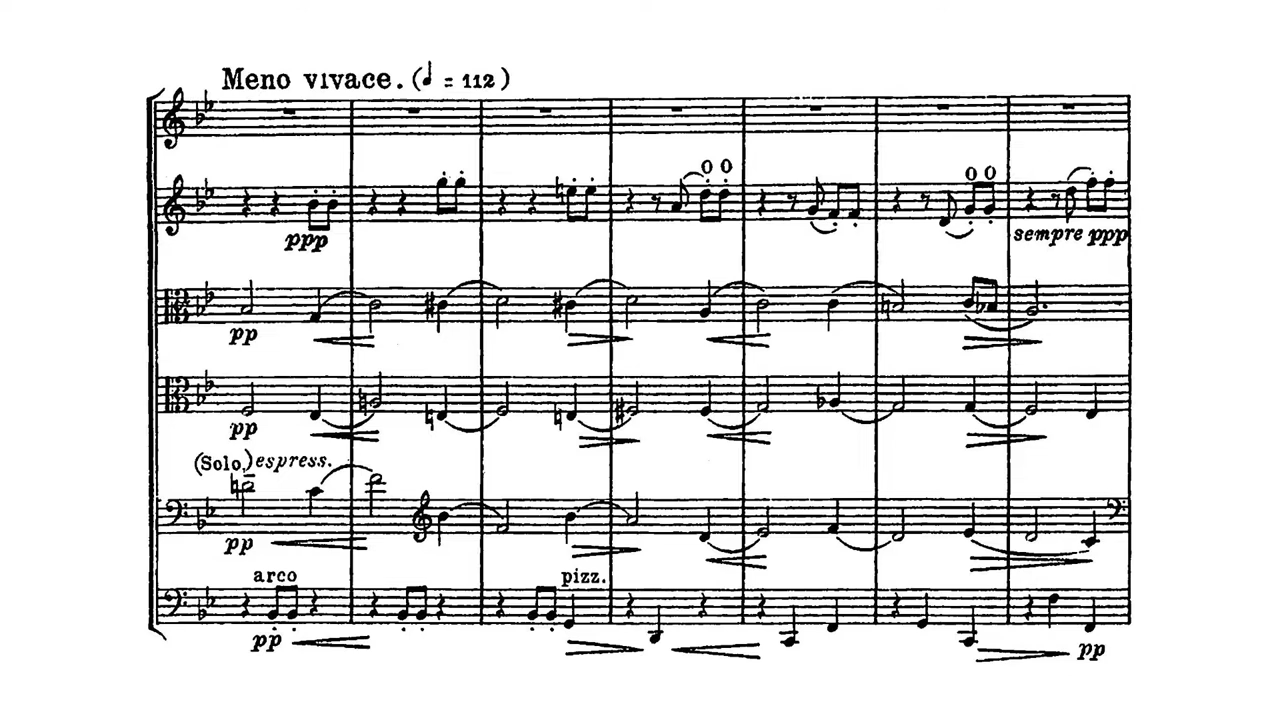 Meno vivace. (♩ = 112)
o o
o o
ppp
sempre ppp
pp
pp
(Solo.) espress.
pp
arco
pizz.
pp
pp